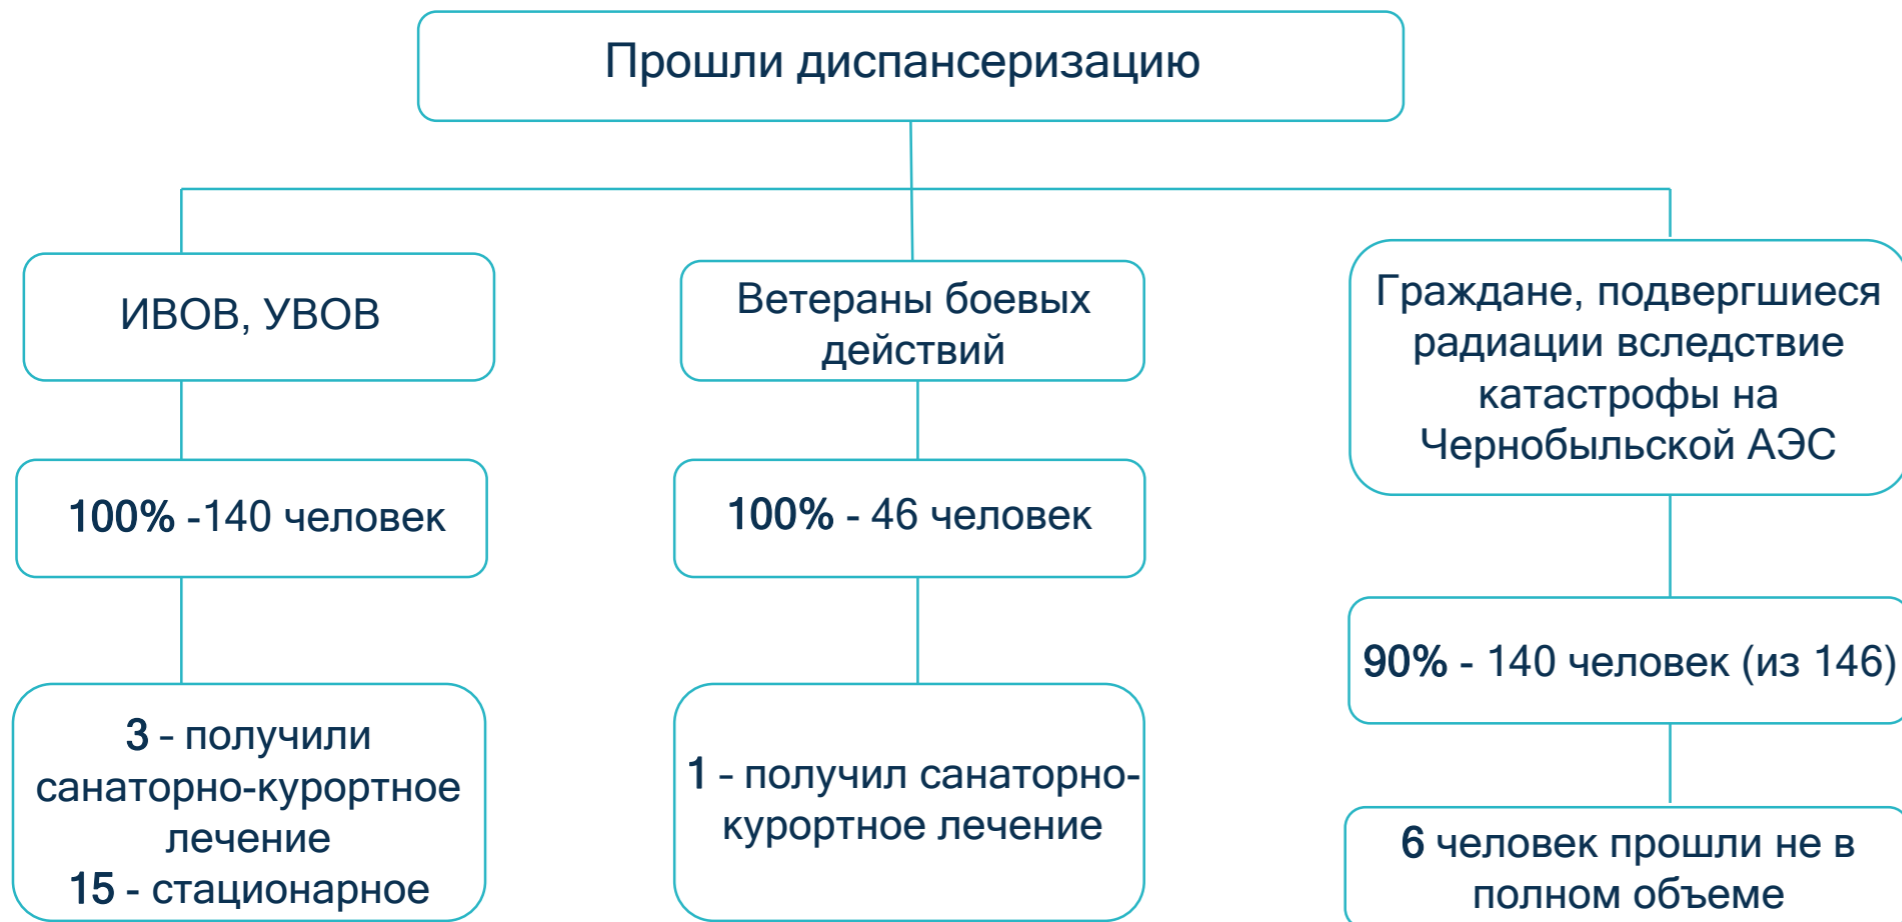 Прошли диспансеризацию
ИВОВ, УВОВ
100% -140 человек
3 - получили
санаторно-курортное
лечение
15 - стационарное
Ветераны боевых
действий
100% - 46 человек
1 - получил санаторно-
курортное лечение
Граждане, подвергшиеся
радиации вследствие
катастрофы на
Чернобыльской АЭС
90% - 140 человек (из 146)
6 человек прошли не в
полном объеме